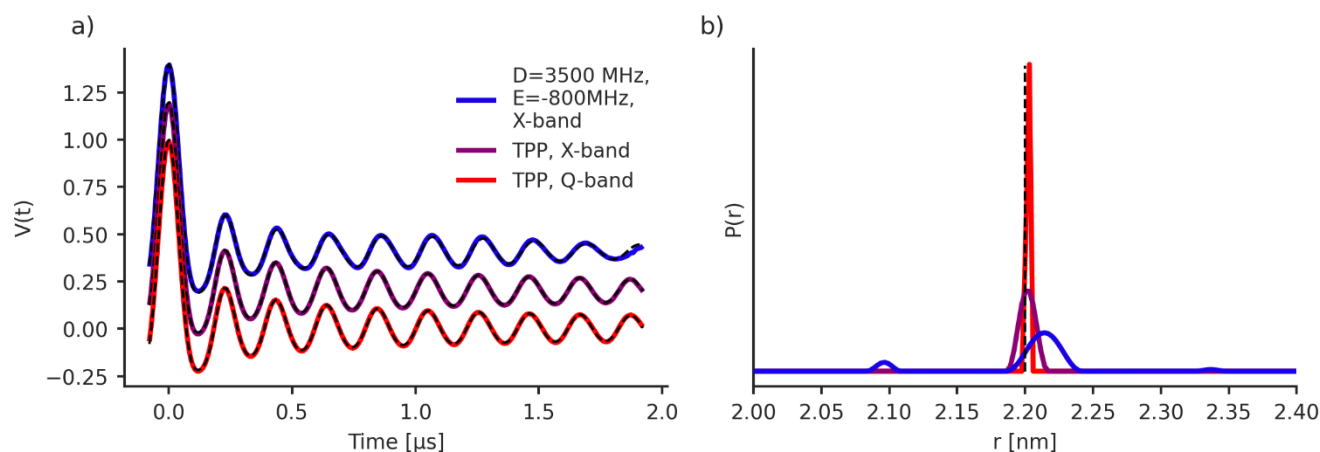 a)
V(t)
1.25
1.00
0.75
0.50
0.25
0.00
−0.25
D=3500 MHz,
E=-800MHz,
X-band
TPP, X-band
TPP, Q-band
0.0 0.5 1.0 1.5 2.0
Time [μs]
b)
P(r)
2.00 2.05 2.10 2.15 2.20 2.25 2.30 2.35 2.40
r [nm]